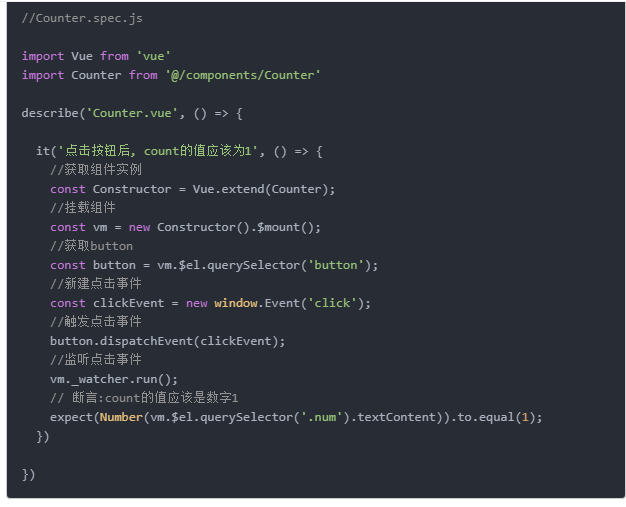 //Counter.spec.js
import Vue from 'vue'
import Counter from '@/components/Counter'
describe('Counter.vue', () => {
it('点击按钮后, count的值应该为1', () => {
//获取组件实例
const Constructor = Vue.extend(Counter);
//挂载组件
const vm = new Constructor().$mount();
//获取button
const button = vm.$el.querySelector('button');
//新建点击事件
const clickEvent = new window.Event('click');
//触发点击事件
button.dispatchEvent(clickEvent);
//监听点击事件
vm._watcher.run();
// 断言:count的值应该是数字1
expect(Number(vm.$el.querySelector('.num').textContent)).to.equal(1);
})
})